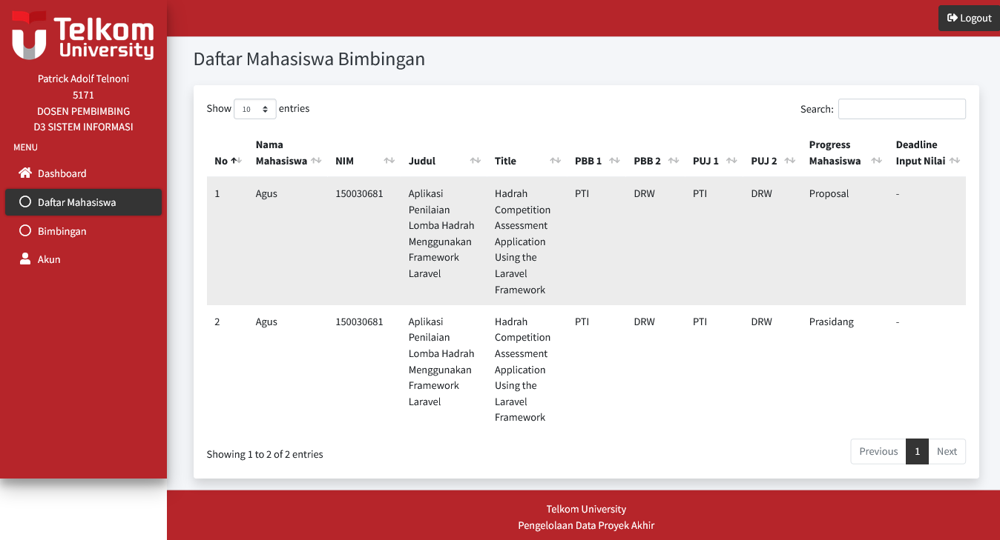 Telkom
University
Logout
Patrick Adolf Telnoni
5171
DOSEN PEMBIMBING
D3 SISTEM INFORMASI
MENU
Dashboard
Daftar Mahasiswa
Bimbingan
Akun
Daftar Mahasiswa Bimbingan
Show 10 entries
Search:
Nama Progress Deadline
No Mahasiswa NIM Judul Title PBB 1 PBB 2 PUJ 1 PUJ 2 Mahasiswa Input Nilai
1 Agus 150030681 Aplikasi Hadrah PTI DRW PTI DRW Proposal -
Penilaian Competition
Lomba Hadrah Assessment
Menggunakan Application
Framework Using the
Laravel Laravel
Framework
2 Agus 150030681 Aplikasi Hadrah PTI DRW PTI DRW Prasidang -
Penilaian Competition
Lomba Hadrah Assessment
Menggunakan Application
Framework Using the
Laravel Laravel
Framework
Showing 1 to 2 of 2 entries
Previous 1 Next
Telkom University
Pengelolaan Data Proyek Akhir